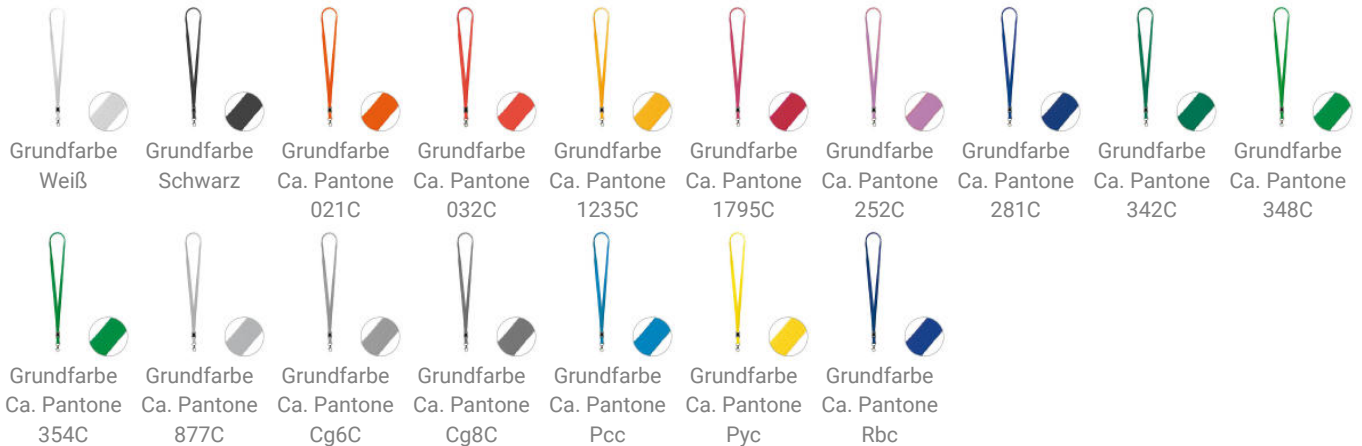 Grundfarbe Grundfarbe Grundfarbe Grundfarbe Grundfarbe Grundfarbe Grundfarbe Grundfarbe Grundfarbe Grundfarbe
Weiß Schwarz Ca. Pantone Ca. Pantone Ca. Pantone Ca. Pantone Ca. Pantone Ca. Pantone Ca. Pantone Ca. Pantone
021C 032C 1235C 1795C 252C 281C 342C 348C
Grundfarbe Grundfarbe Grundfarbe Grundfarbe Grundfarbe Grundfarbe Grundfarbe
Ca. Pantone Ca. Pantone Ca. Pantone Ca. Pantone Ca. Pantone Ca. Pantone Ca. Pantone
354C 877C Cg6C Cg8C Pcc Pyc Rbc